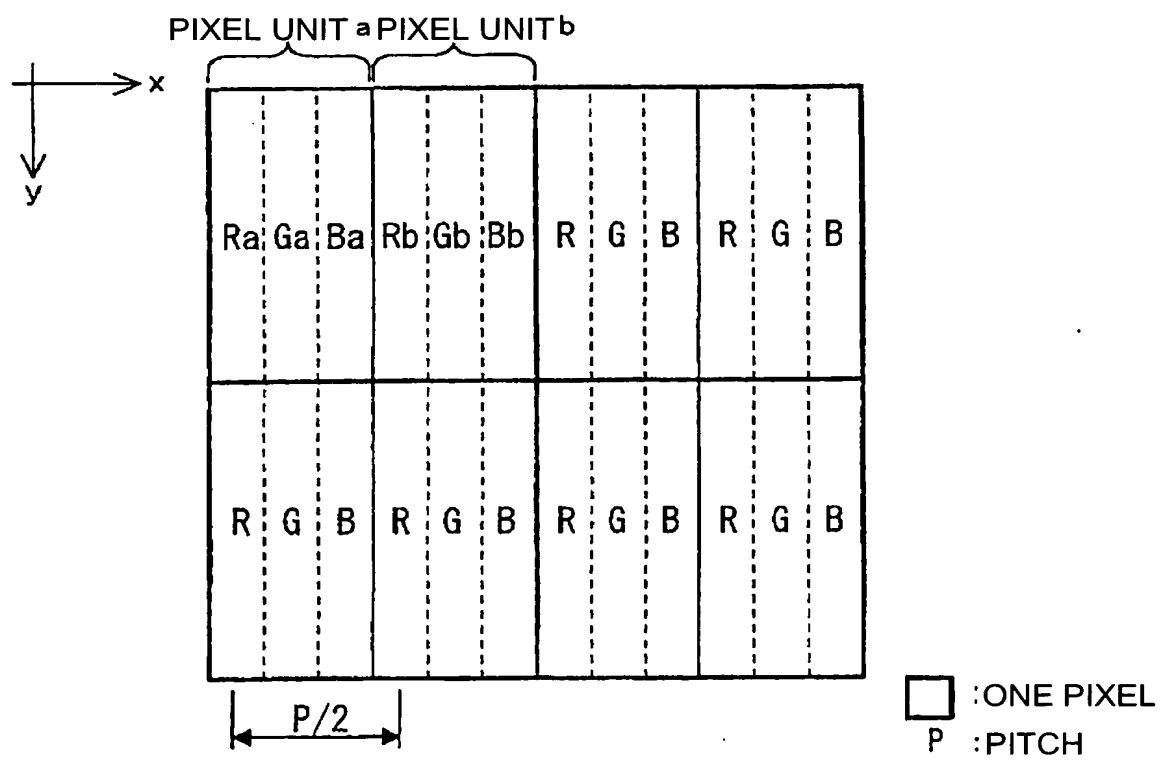 PIXEL UNIT a PIXEL UNIT b
x
y
Ra Ga Ba Rb Gb Bb R G B R G B
R G B R G B R G B R G B
P/2
:ONE PIXEL
P :PITCH